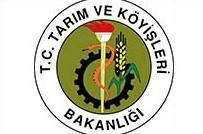 T.C. TARIM VE KÖYİŞLERİ
BAKANLIĞI